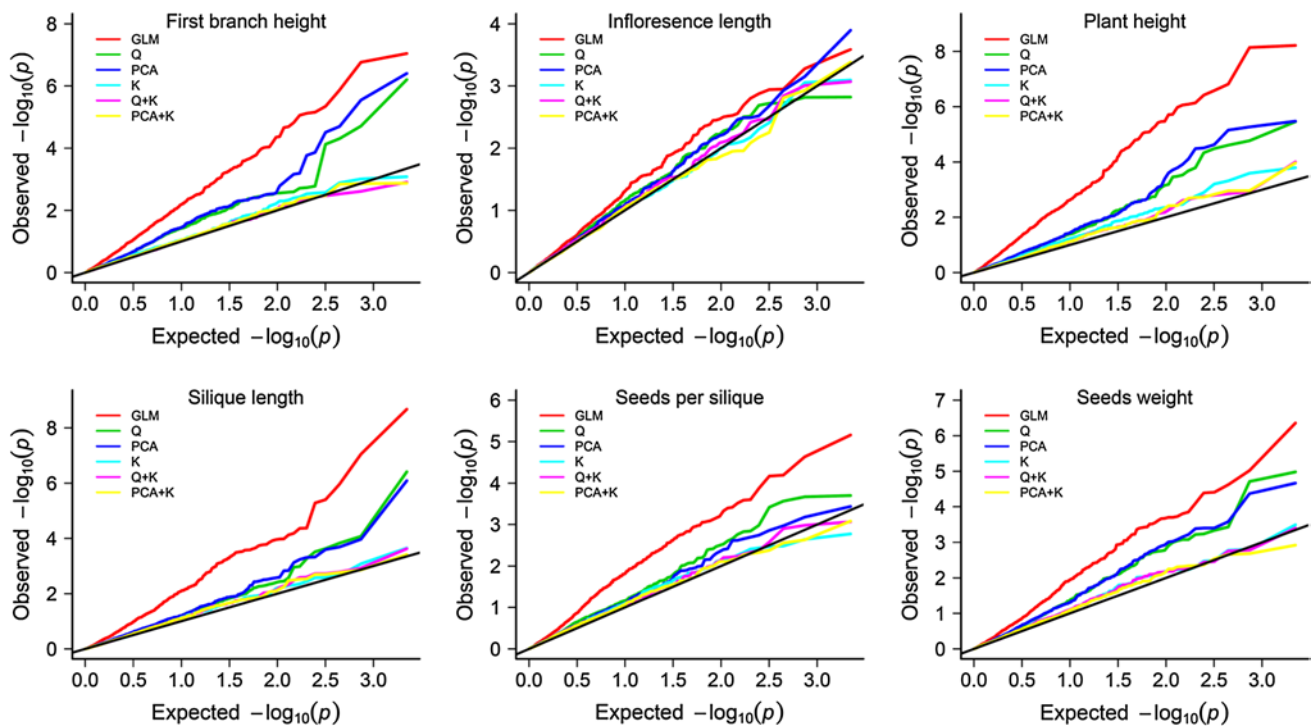 First branch height
GLM
Q
PCA
K
Q+K
PCA+K
8
6
4
2
0
Observed −log10(p)
0.0 0.5 1.0 1.5 2.0 2.5 3.0
Expected −log10(p)
Infloresence length
GLM
Q
PCA
K
Q+K
PCA+K
4
3
2
1
0
Observed −log10(p)
0.0 0.5 1.0 1.5 2.0 2.5 3.0
Expected −log10(p)
Plant height
GLM
Q
PCA
K
Q+K
PCA+K
8
6
4
2
0
Observed −log10(p)
0.0 0.5 1.0 1.5 2.0 2.5 3.0
Expected −log10(p)
Silique length
GLM
Q
PCA
K
Q+K
PCA+K
8
6
4
2
0
Observed −log10(p)
0.0 0.5 1.0 1.5 2.0 2.5 3.0
Expected −log10(p)
Seeds per silique
GLM
Q
PCA
K
Q+K
PCA+K
6
5
4
3
2
1
0
Observed −log10(p)
0.0 0.5 1.0 1.5 2.0 2.5 3.0
Expected −log10(p)
Seeds weight
GLM
Q
PCA
K
Q+K
PCA+K
7
6
5
4
3
2
1
0
Observed −log10(p)
0.0 0.5 1.0 1.5 2.0 2.5 3.0
Expected −log10(p)